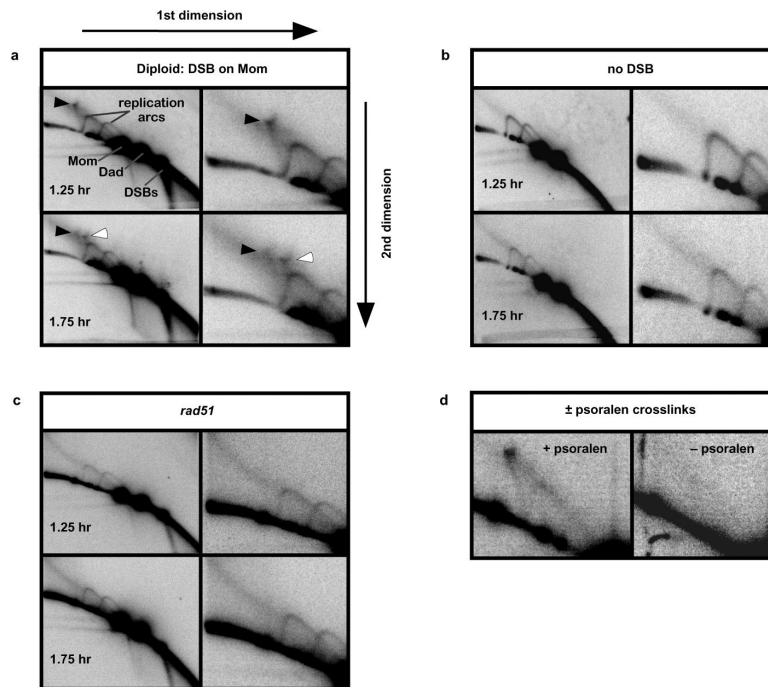 1st dimension
a
Diploid: DSB on Mom
replication
arcs
Mom
Dad
DSBs
1.25 hr
1.75 hr
2nd dimension
b
no DSB
1.25 hr
1.75 hr
c
rad51
1.25 hr
1.75 hr
d
± psoralen crosslinks
+ psoralen
– psoralen